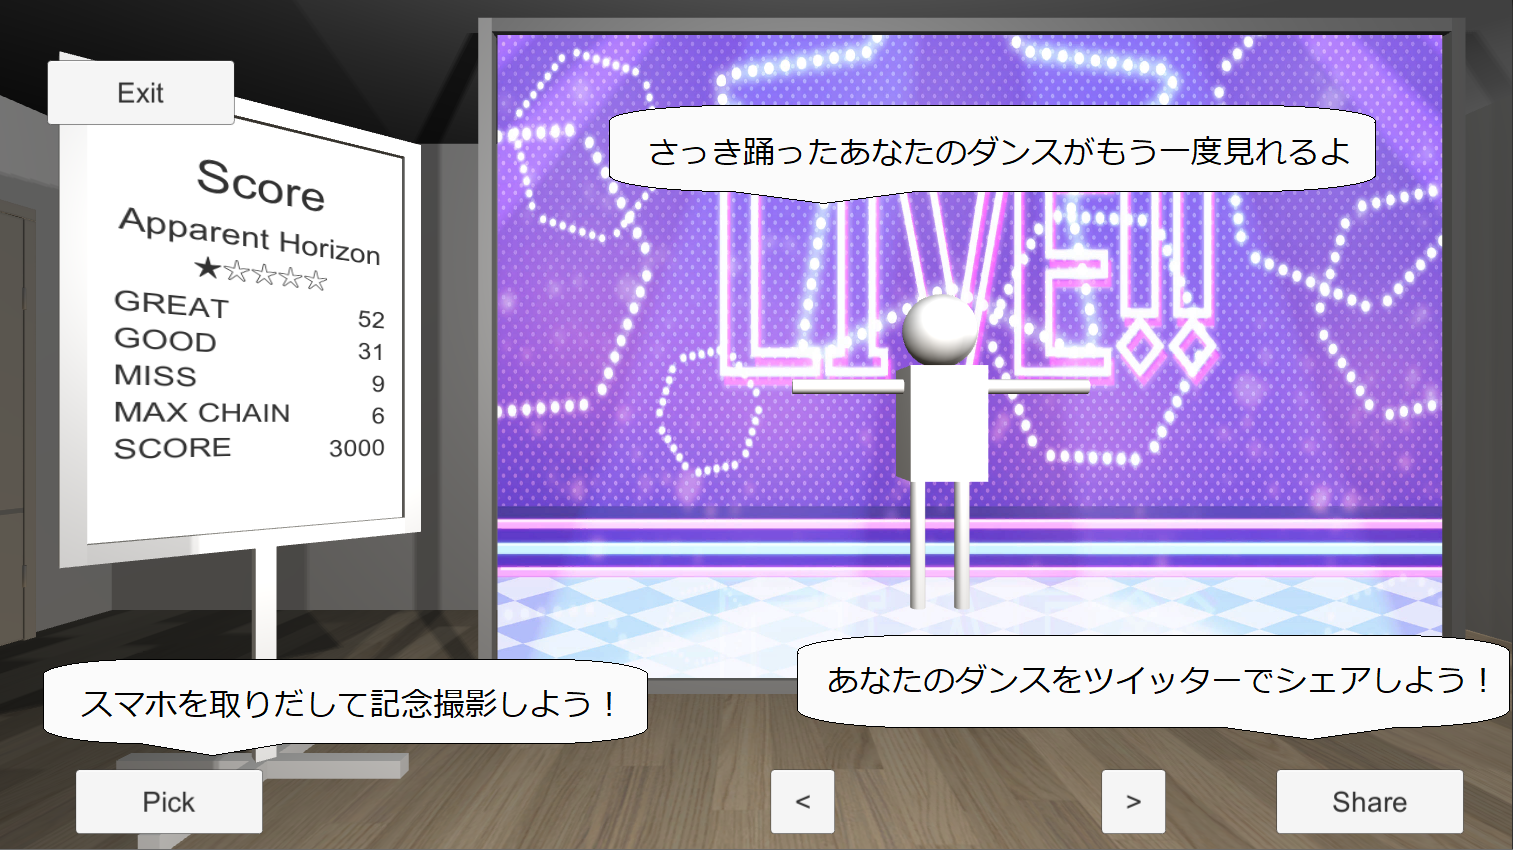 Exit
Score
Apparent Horizon
★☆☆☆☆
GREAT 52
GOOD 31
MISS 9
MAX CHAIN 6
SCORE 3000
さっき踊ったあなたのダンスがもう一度見れるよ
LIVE!!
スマホを取りだして記念撮影しよう！
あなたのダンスをツイッターでシェアしよう！
Pick
<
>
Share